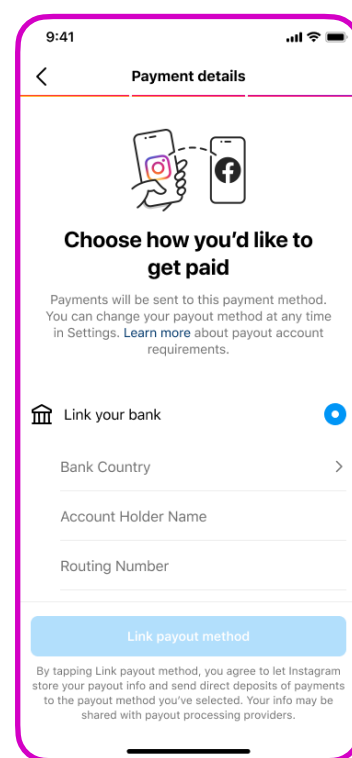 9:41
Payment details
Choose how you'd like to
get paid
Payments will be sent to this payment method.
You can change your payout method at any time
in Settings. Learn more about payout account
requirements.
Link your bank
Bank Country
Account Holder Name
Routing Number
Link payout method
By tapping Link payout method, you agree to let Instagram
store your payout info and send direct deposits of payments
to the payout method you've selected. Your info may be
shared with payout processing providers.